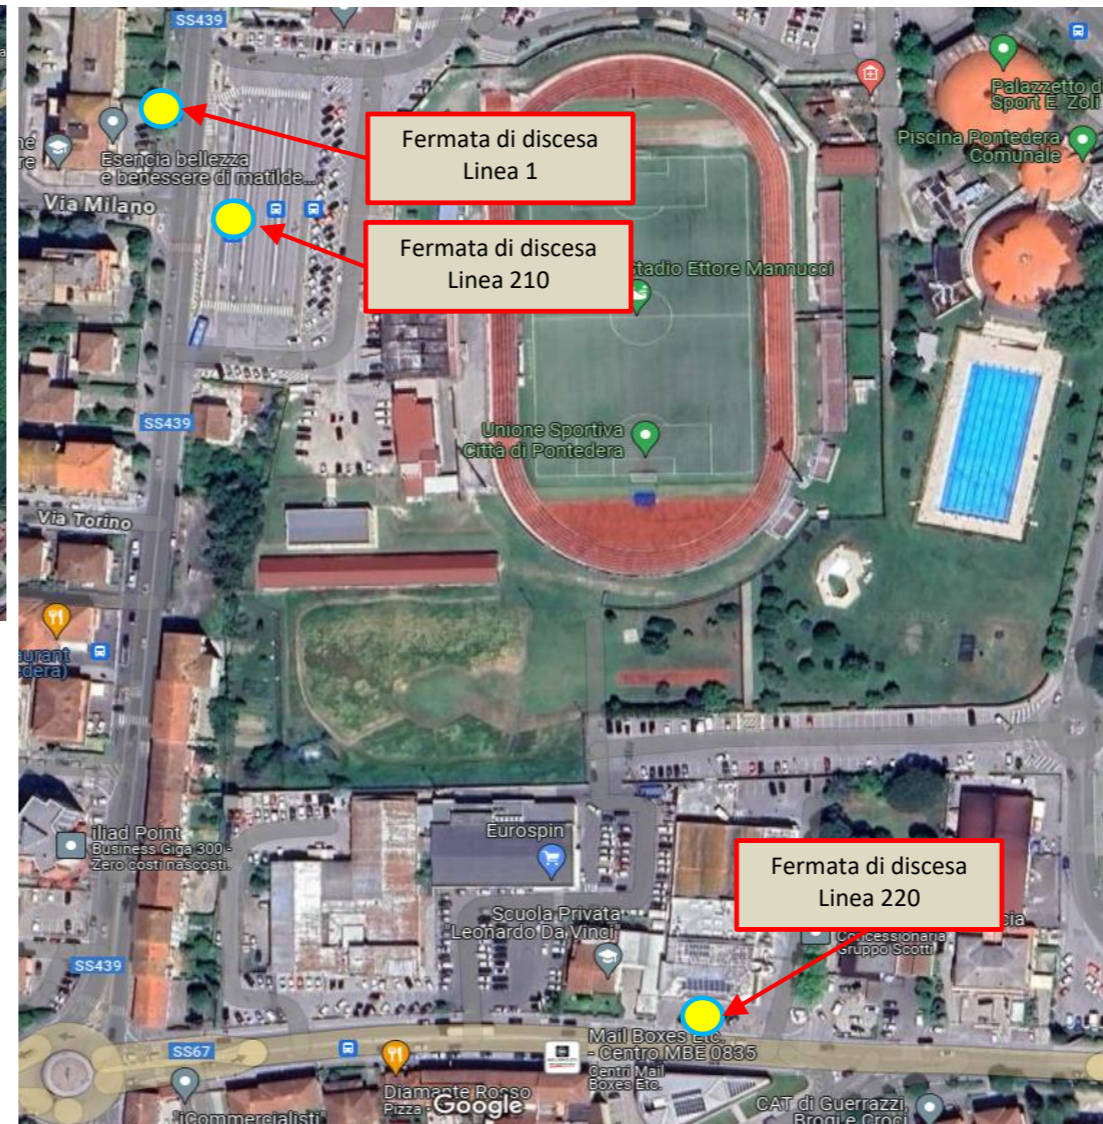 SS439
Fermata di discesa
Linea 1
Palazzetto d
Sport E. Zoli
Piscina Pontedera
Comunale
Esencia bellezza
e benessere di matilde...
Via Milano
Fermata di discesa
Linea 210
Stadio Ettore Mannucci
SS439
Unione Sportiva
Città di Pontedera
Via Torino
urant
dera)
iliad Point
Business Giga 300 -
Zero costi nascosti.
Eurospin
Fermata di discesa
Linea 220
Scuola Privata
"Leonardo Da Vinci"
cia
Concessionaria
Gruppo Scotti
SS439
SS67
Mail Boxes Etc.
- Centro MBE 0835
Centri Mail
Boxes Etc.
Diamante Rosso
Pizza -
Google
"iCommercialisti"
CAT di Guerrazzi,
Brogi e Croci